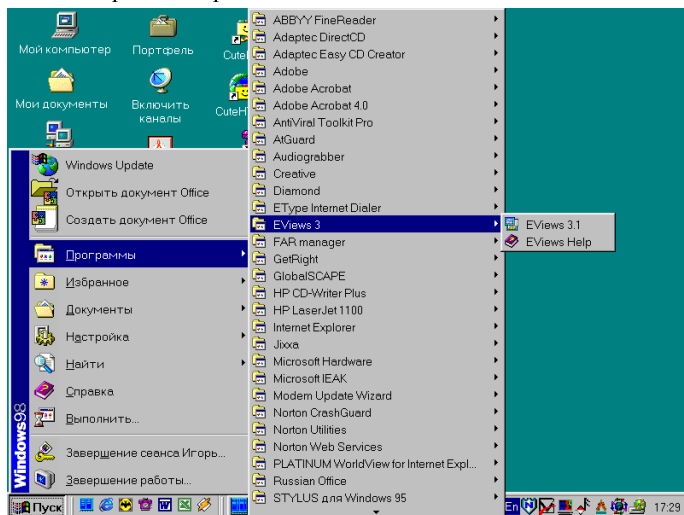 Мой компьютер
Портфель
Cute
Мои документы
Включить каналы
CuteH
Windows Update
Открыть документ Office
Создать документ Office
Программы
Избранное
Документы
Настройка
Найти
Справка
Выполнить...
Завершение сеанса Игорь...
Завершение работы...
Windows98
ABBYY FineReader
Adaptec DirectCD
Adaptec Easy CD Creator
Adobe
Adobe Acrobat
Adobe Acrobat 4.0
AntiViral Toolkit Pro
AtGuard
Audiograbber
Creative
Diamond
EType Internet Dialer
EViews 3
FAR manager
GetRight
GlobalSCAPE
HP CD-Writer Plus
HP LaserJet 1100
Internet Explorer
Jixxa
Microsoft Hardware
Microsoft IEAK
Modem Update Wizard
Norton CrashGuard
Norton Utilities
Norton Web Services
PLATINUM WorldView for Internet Expl...
Russian Office
STYLUS для Windows 95
EViews 3.1
EViews Help
Пуск
En
17:29